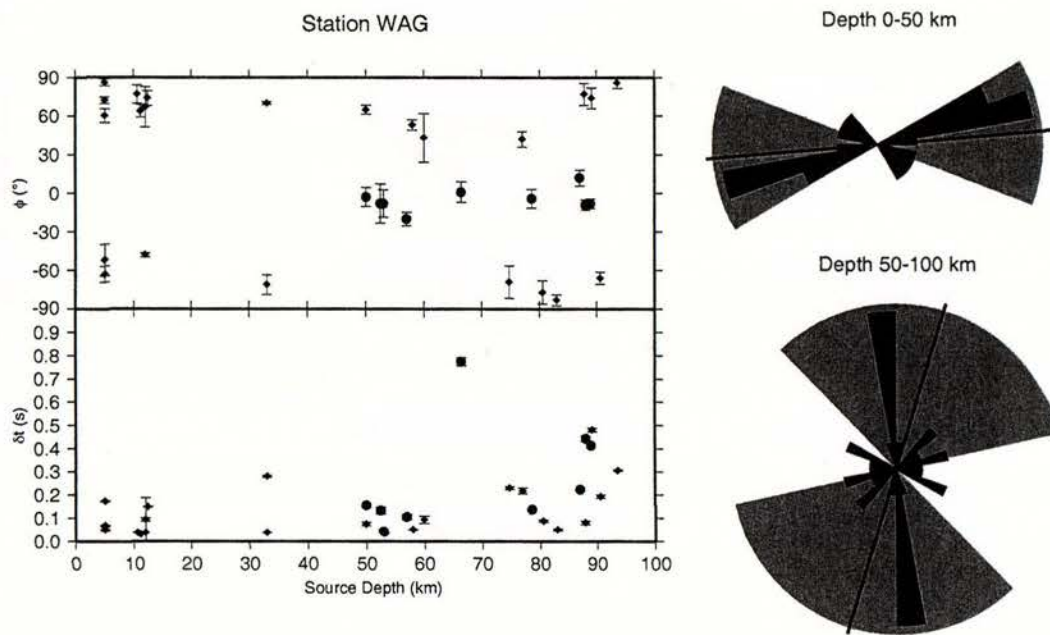 Station WAG
Depth 0-50 km
90
60
30
0
-30
-60
-90
ϕ (°)
Depth 50-100 km
0.9
0.8
0.7
0.6
0.5
0.4
0.3
0.2
0.1
0.0
δt (s)
0 10 20 30 40 50 60 70 80 90 100
Source Depth (km)